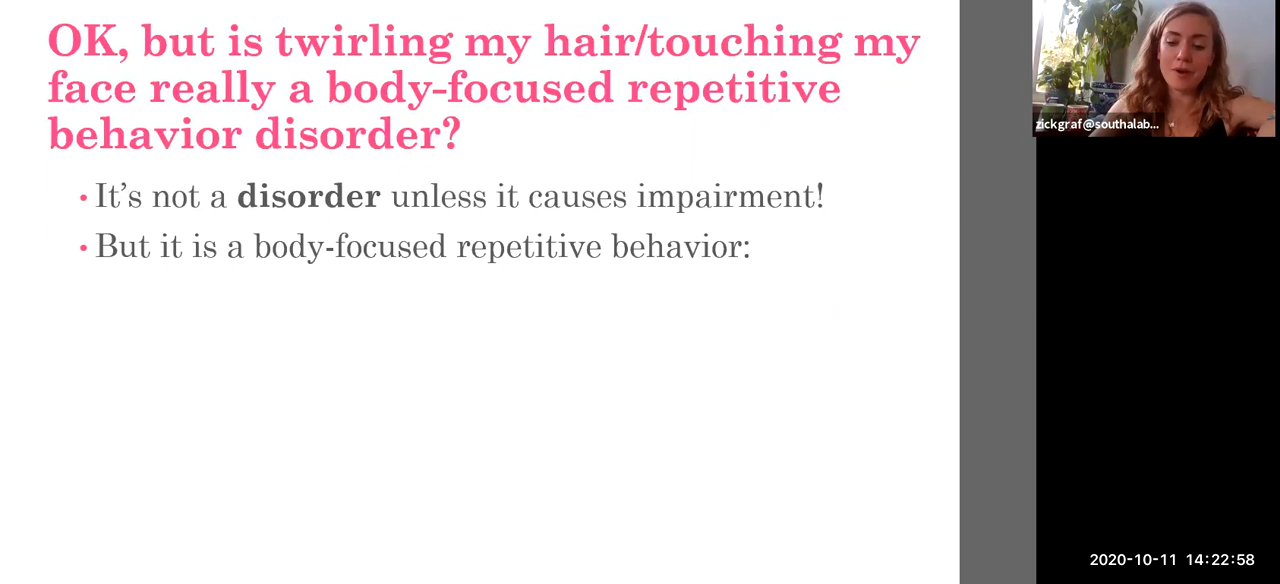 OK, but is twirling my hair/touching my
face really a body-focused repetitive
behavior disorder?
• It’s not a disorder unless it causes impairment!
• But it is a body-focused repetitive behavior:
zickgraf@southalab...
2020-10-11 14:22:58